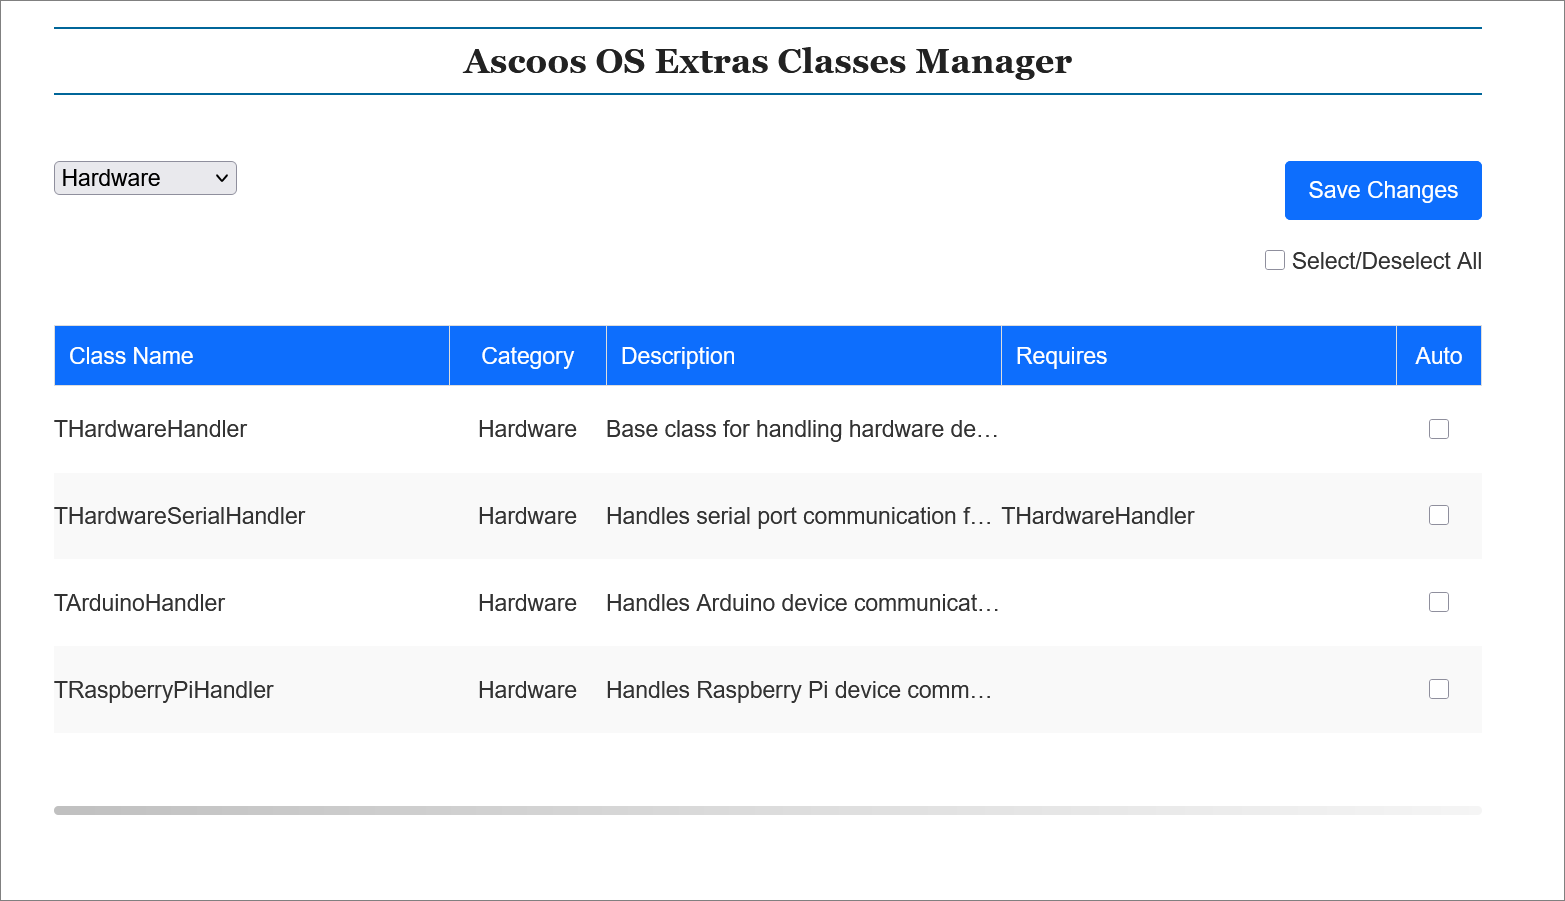 Ascoos OS Extras Classes Manager
Hardware
Save Changes
Select/Deselect All
Class Name Category Description Requires Auto
THardwareHandler Hardware Base class for handling hardware de...
THardwareSerialHandler Hardware Handles serial port communication f... THardwareHandler
TArduinoHandler Hardware Handles Arduino device communicat...
TRaspberryPiHandler Hardware Handles Raspberry Pi device comm...